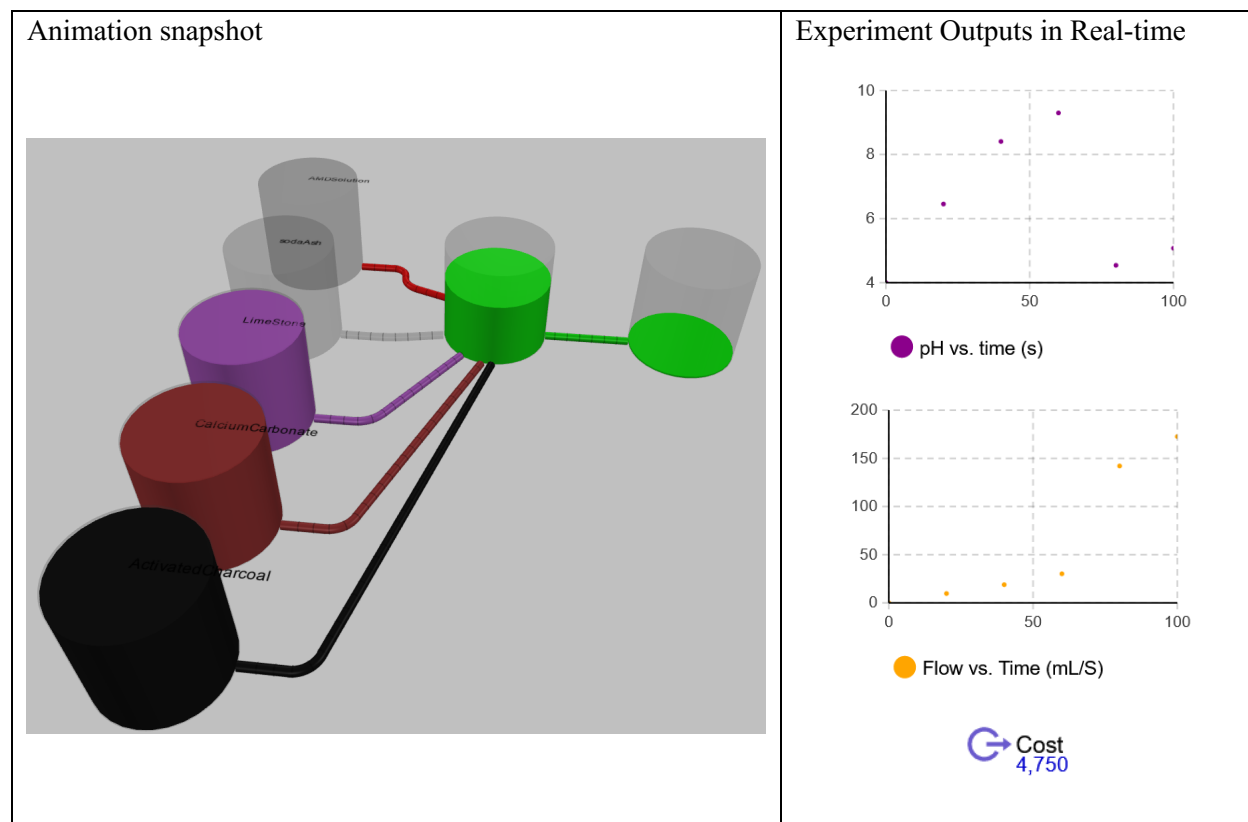 Animation snapshot
AMDSolution
sodaAsh
LimeStone
CalciumCarbonate
ActivatedCharcoal
Experiment Outputs in Real-time
10
8
6
4
0
50
100
pH vs. time (s)
200
150
100
50
0
0
50
100
Flow vs. Time (mL/S)
Cost
4,750